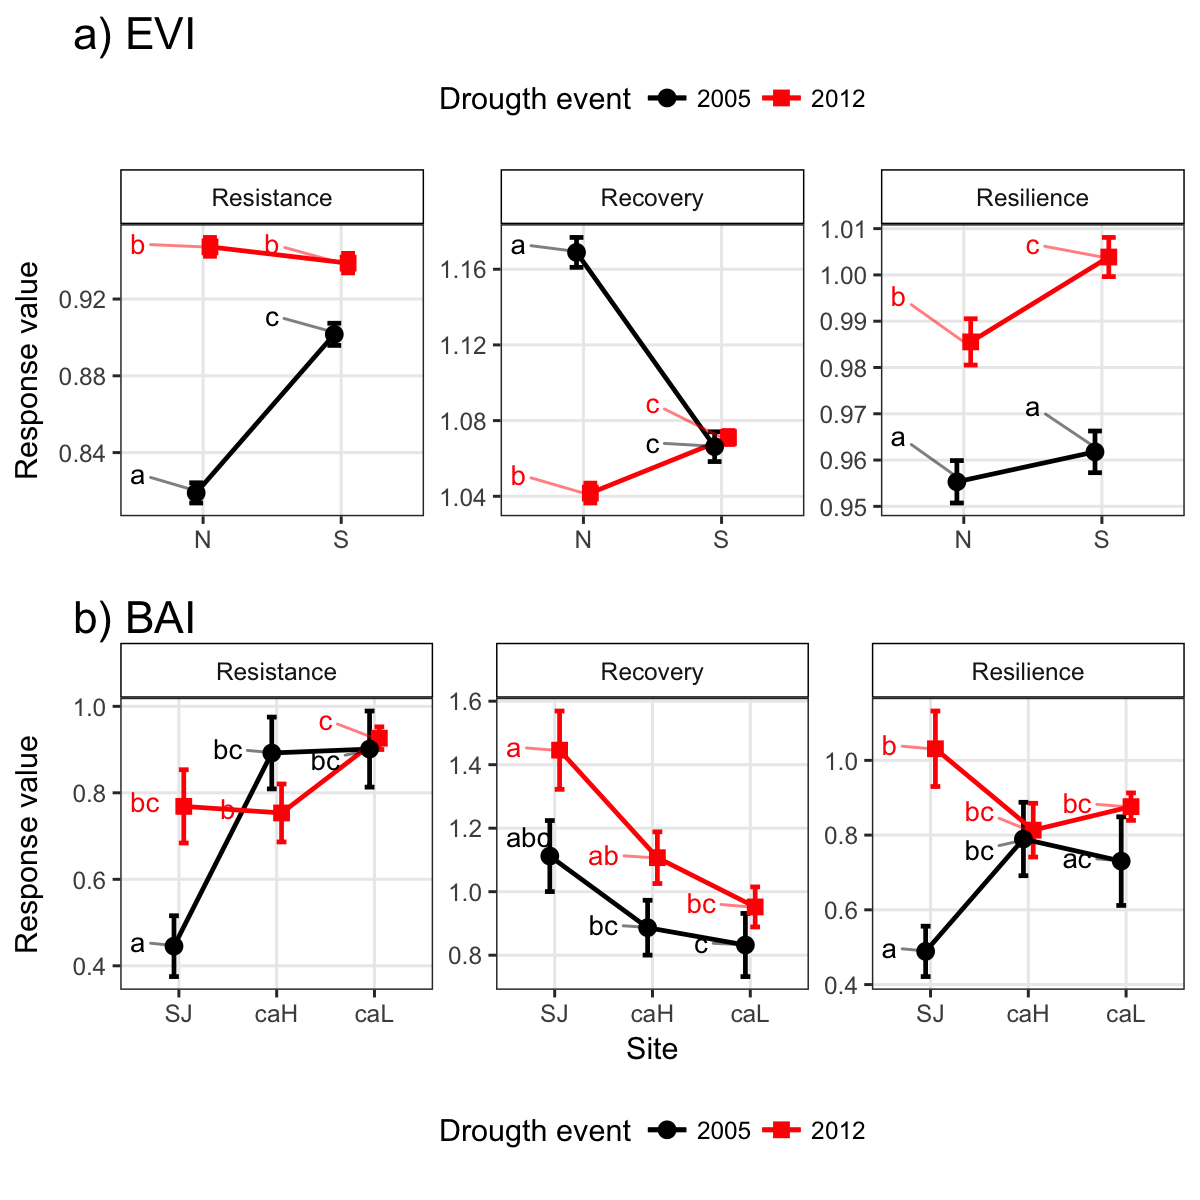 a) EVI
Drougth event 2005 2012
Resistance Recovery Resilience
Response value
0.92
0.88
0.84
b b c a
N S
1.16
1.12
1.08
1.04
a c c b
N S
1.01
1.00
0.99
0.98
0.97
0.96
0.95
c b a a
N S
b) BAI
Resistance Recovery Resilience
Response value
1.0
0.8
0.6
0.4
c bc bc bc b a
SJ caH caL
1.6
1.4
1.2
1.0
0.8
a abc ab bc bc c
SJ caH caL
1.0
0.8
0.6
0.4
b bc bc bc ac a
SJ caH caL
Site
Drougth event 2005 2012